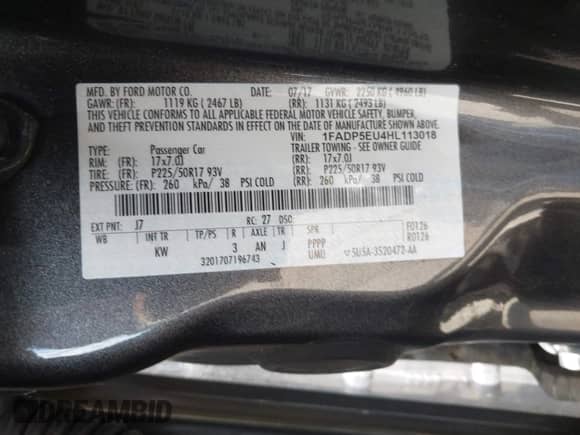 MFD. BY FORD MOTOR CO. DATE: 07/17 GVWR: 2250 KG ( 4960 LB)
GAWR: (FR): 1119 KG ( 2467 LB) (RR): 1131 KG ( 2493 LB)
THIS VEHICLE CONFORMS TO ALL APPLICABLE FEDERAL MOTOR VEHICLE SAFETY, BUMPER,
AND THEFT PREVENTION STANDARDS IN EFFECT ON THE DATE OF MANUFACTURE SHOWN ABOVE.
VIN: 1FADP5EU4HL113018
TYPE: Passenger Car TRAILER TOWING - SEE OWNER GUIDE
RIM: (FR): 17x7.0J (RR): 17x7.0J
TIRE: (FR): P225/50R17 93V (RR): P225/50R17 93V
PRESSURE: (FR): 260 kPa/ 38 PSI COLD (RR): 260 kPa/ 38 PSI COLD
EXT PNT: J7 RC: 27 DSO: F0126
WB INT TR TP/PS R AXLE TR SPR R0126
KW 3 AN J PPPP
UMO 5U5A-3520472-AA
3201707196743
DREAMBID